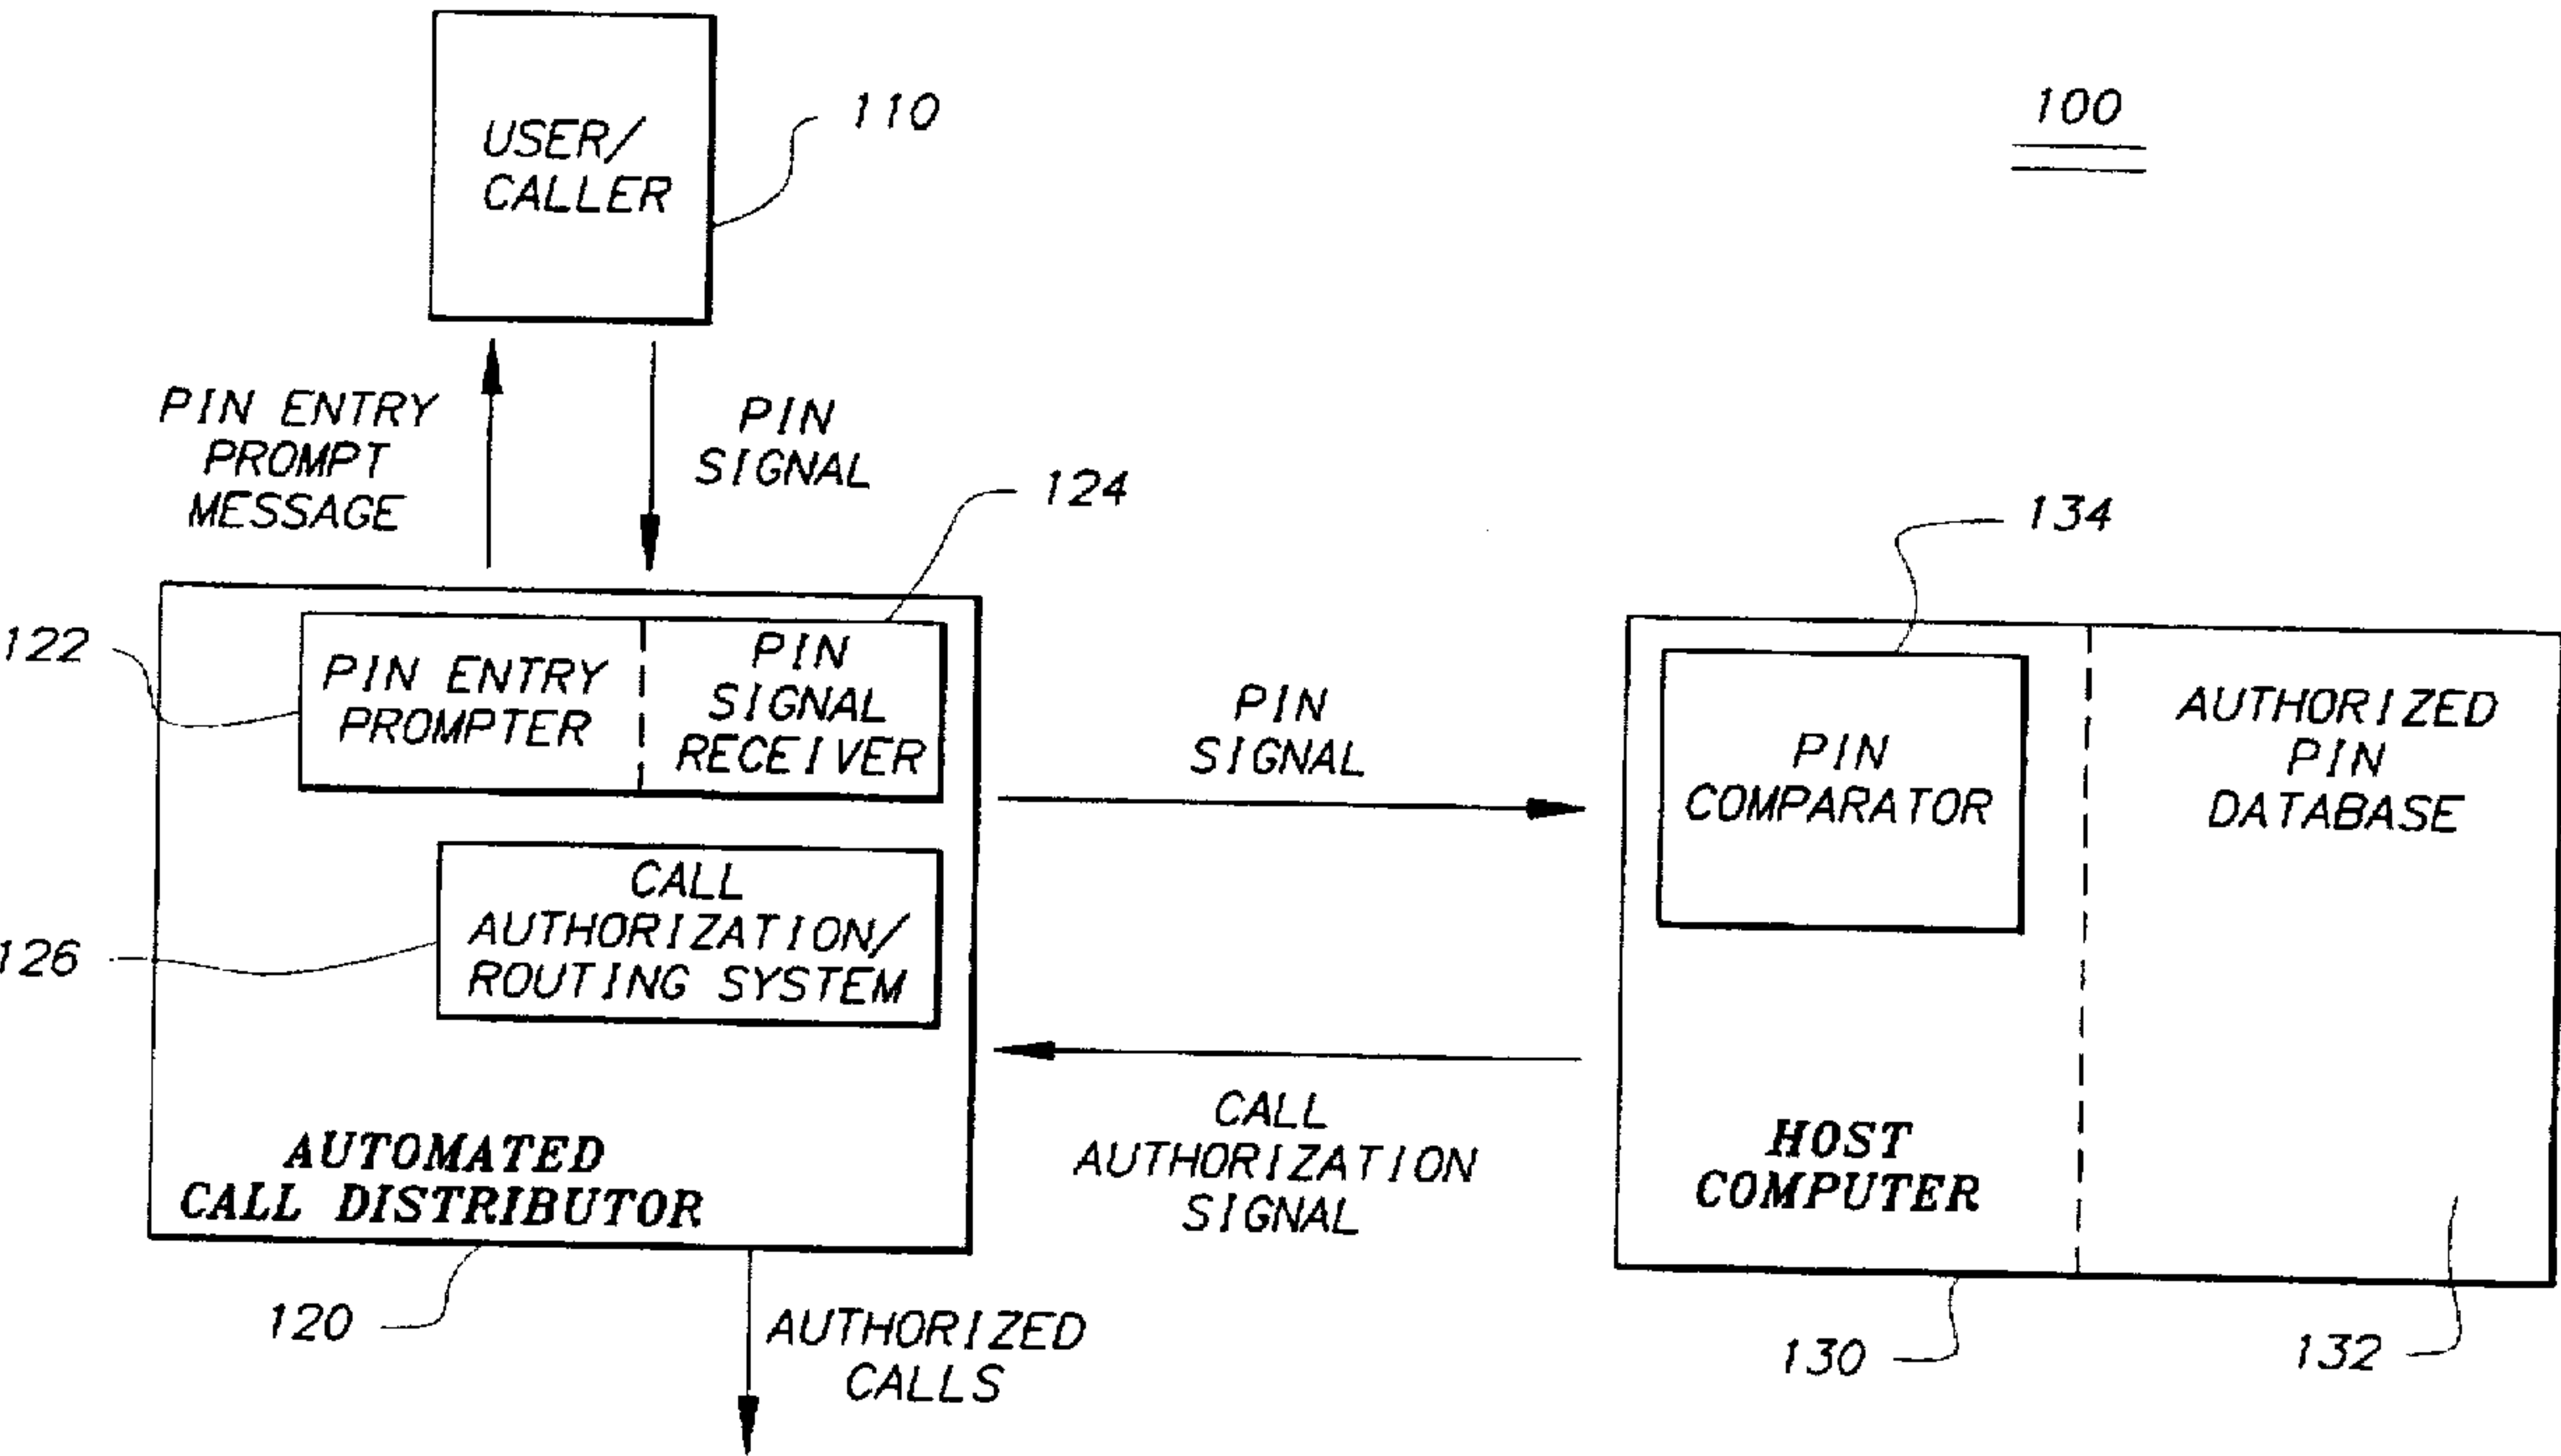 USER/
CALLER
110
100
PIN ENTRY
PROMPT
MESSAGE
PIN
SIGNAL
124
134
122
PIN ENTRY
PROMPTER
PIN
SIGNAL
RECEIVER
PIN
SIGNAL
PIN
COMPARATOR
AUTHORIZED
PIN
DATABASE
126
CALL
AUTHORIZATION/
ROUTING SYSTEM
CALL
AUTHORIZATION
SIGNAL
AUTOMATED
CALL DISTRIBUTOR
HOST
COMPUTER
120
AUTHORIZED
CALLS
130
132